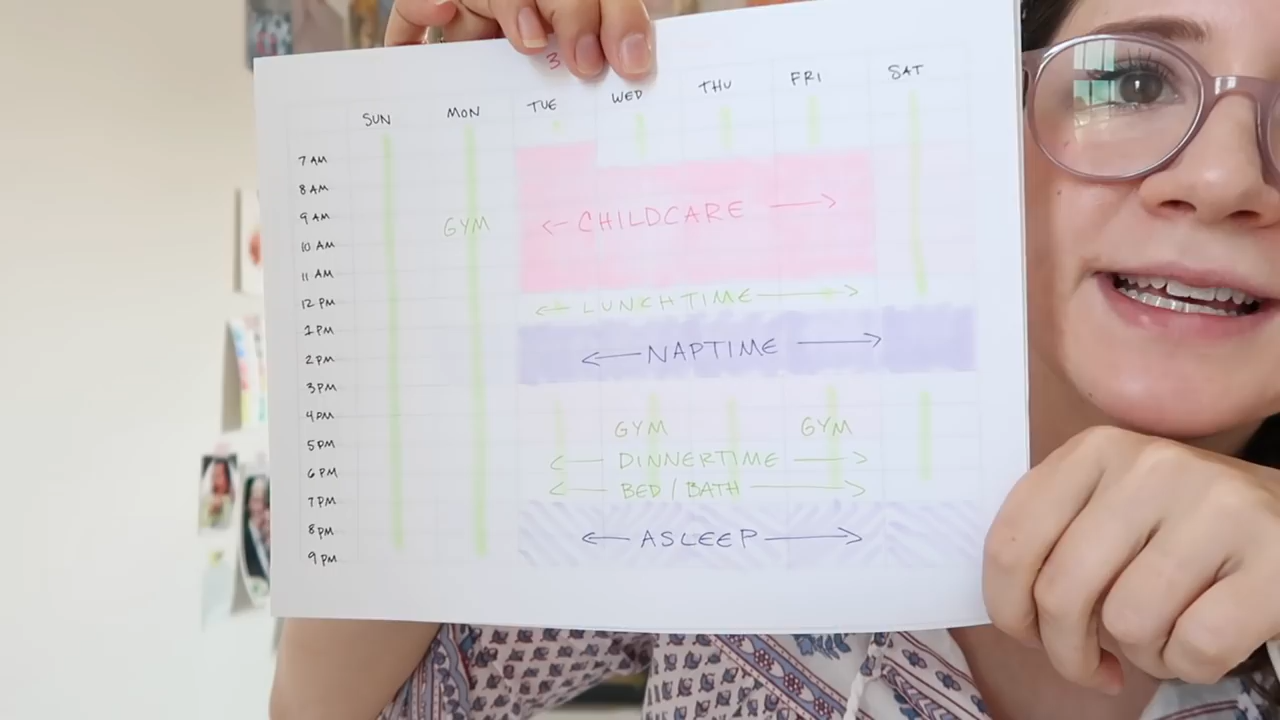 3
SUN MON TUE WED THU FRI SAT
7 AM
8 AM
9 AM GYM ← CHILDCARE →
10 AM
11 AM
12 PM ← LUNCHTIME →
1 PM
2 PM ← NAPTIME →
3 PM
4 PM GYM GYM
5 PM ← DINNERTIME →
6 PM ← BED / BATH →
7 PM
8 PM ← ASLEEP →
9 PM